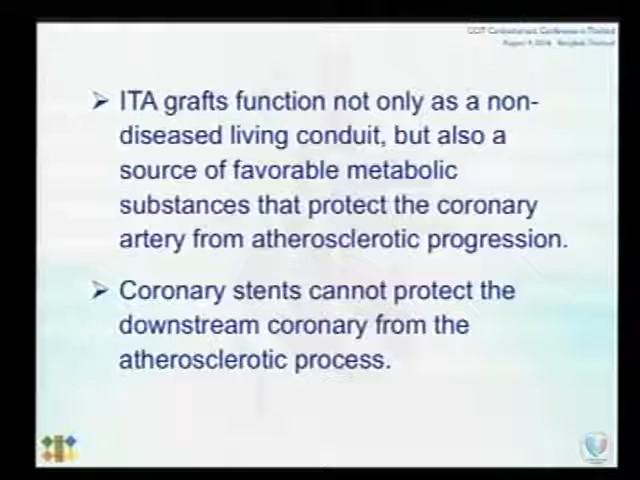 ➢ ITA grafts function not only as a non-
diseased living conduit, but also a
source of favorable metabolic
substances that protect the coronary
artery from atherosclerotic progression.
➢ Coronary stents cannot protect the
downstream coronary from the
atherosclerotic process.